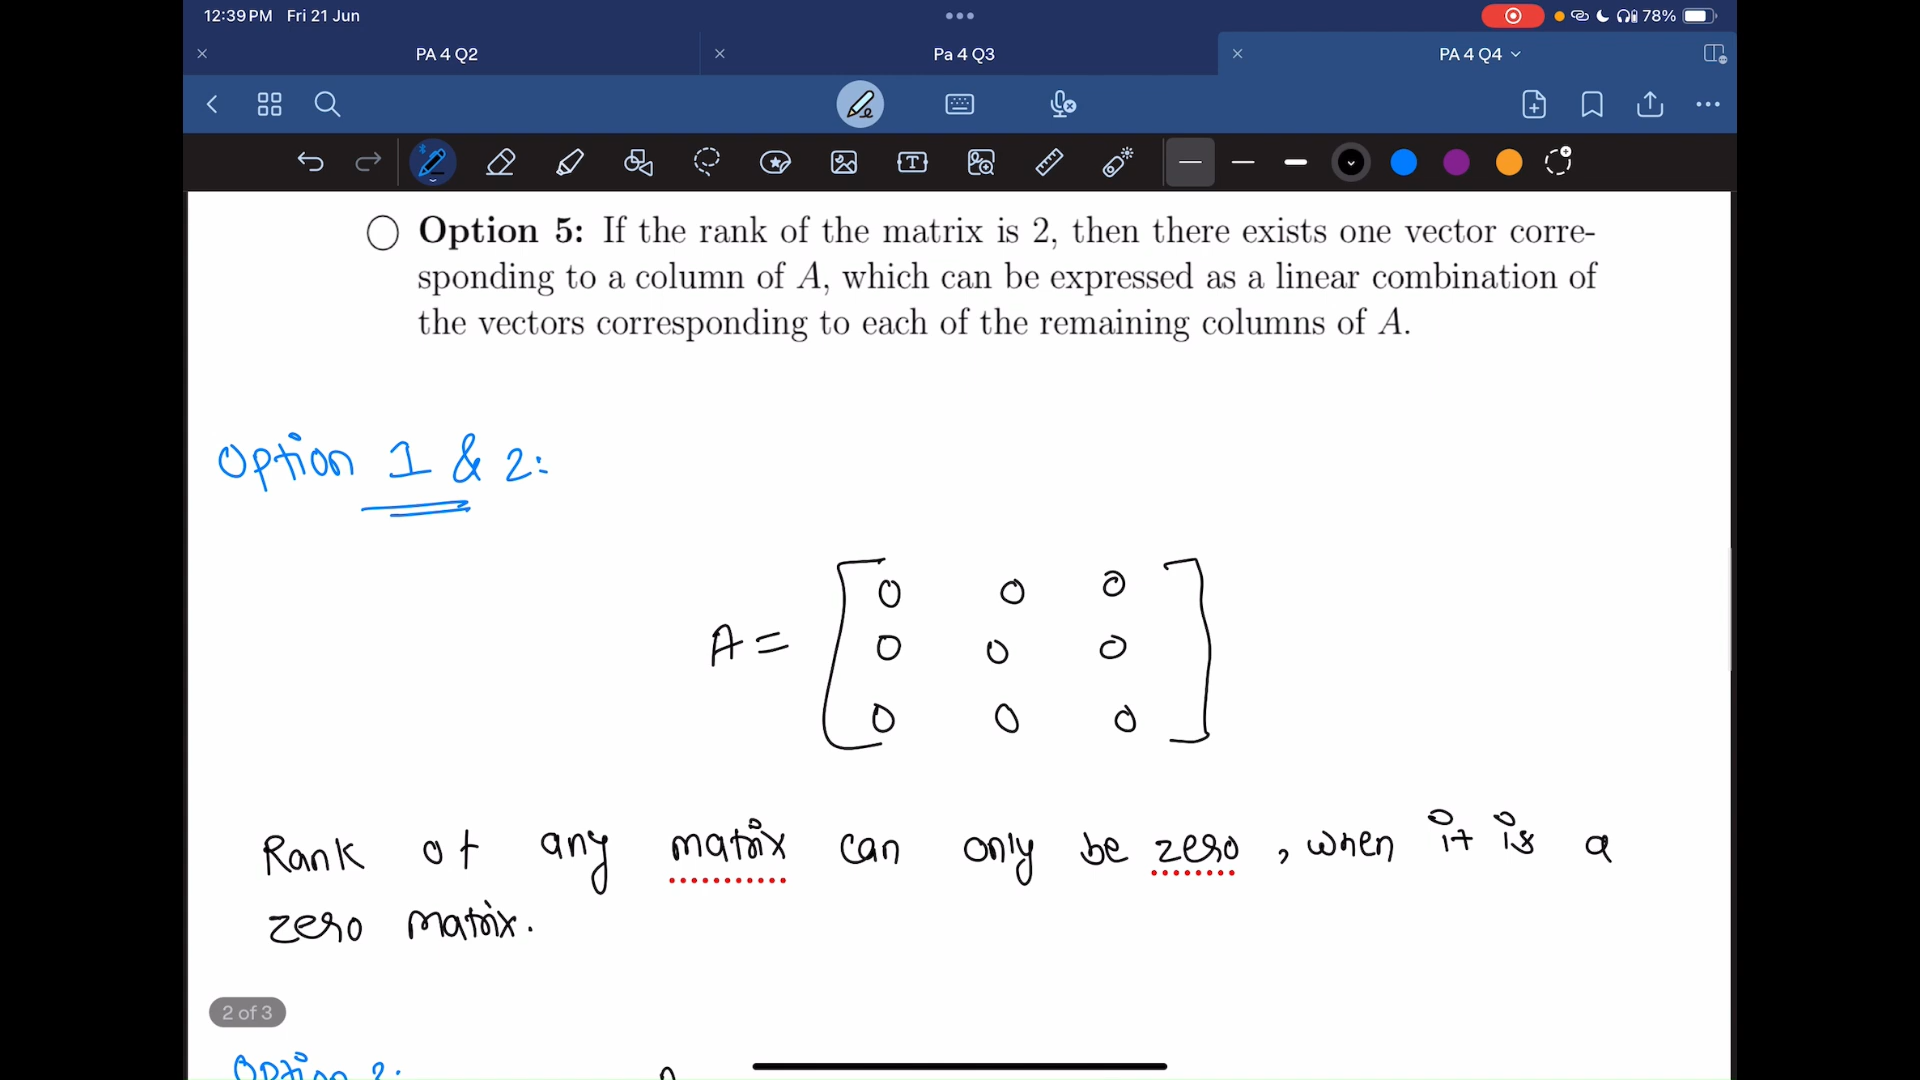 12:39 PM Fri 21 Jun
78%
PA 4 Q2
Pa 4 Q3
PA 4 Q4
Option 5: If the rank of the matrix is 2, then there exists one vector corre-
sponding to a column of A, which can be expressed as a linear combination of
the vectors corresponding to each of the remaining columns of A.
Option 1 & 2:
A = [ 0 0 0
0 0 0
0 0 0 ]
Rank of any matrix can only be zero, when it is a
zero matrix.
2 of 3